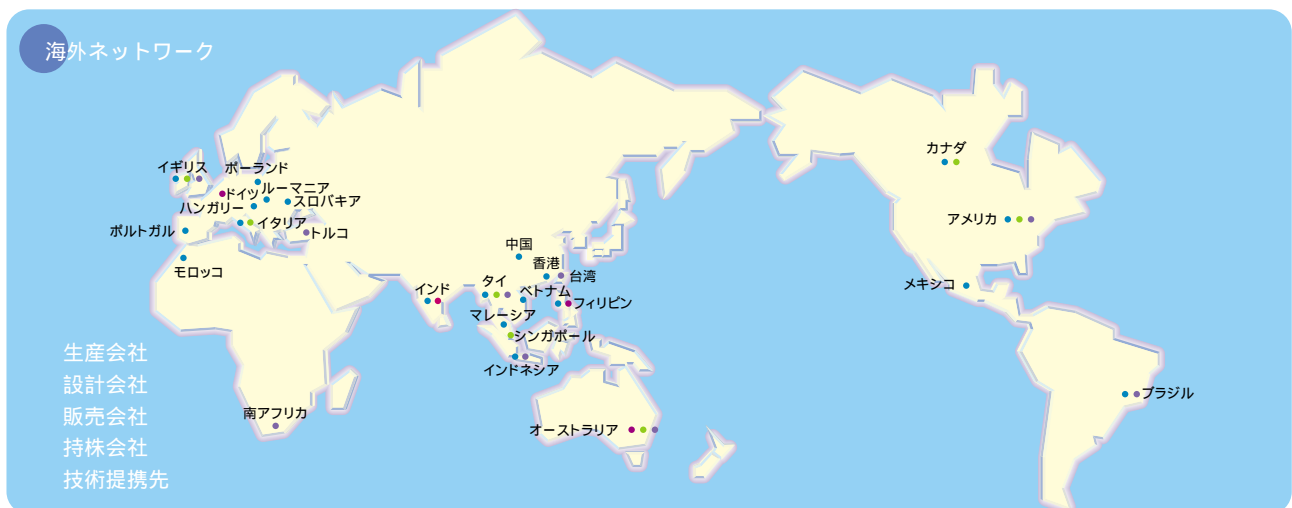 海外ネットワーク
カナダ
イギリス
ポーランド
ドイツ
ルーマニア
スロバキア
ハンガリー
イタリア
アメリカ
ポルトガル
トルコ
中国
モロッコ
香港
台湾
インド
タイ
ベトナム
フィリピン
メキシコ
マレーシア
シンガポール
生産会社
インドネシア
設計会社
ブラジル
販売会社
南アフリカ
オーストラリア
持株会社
技術提携先